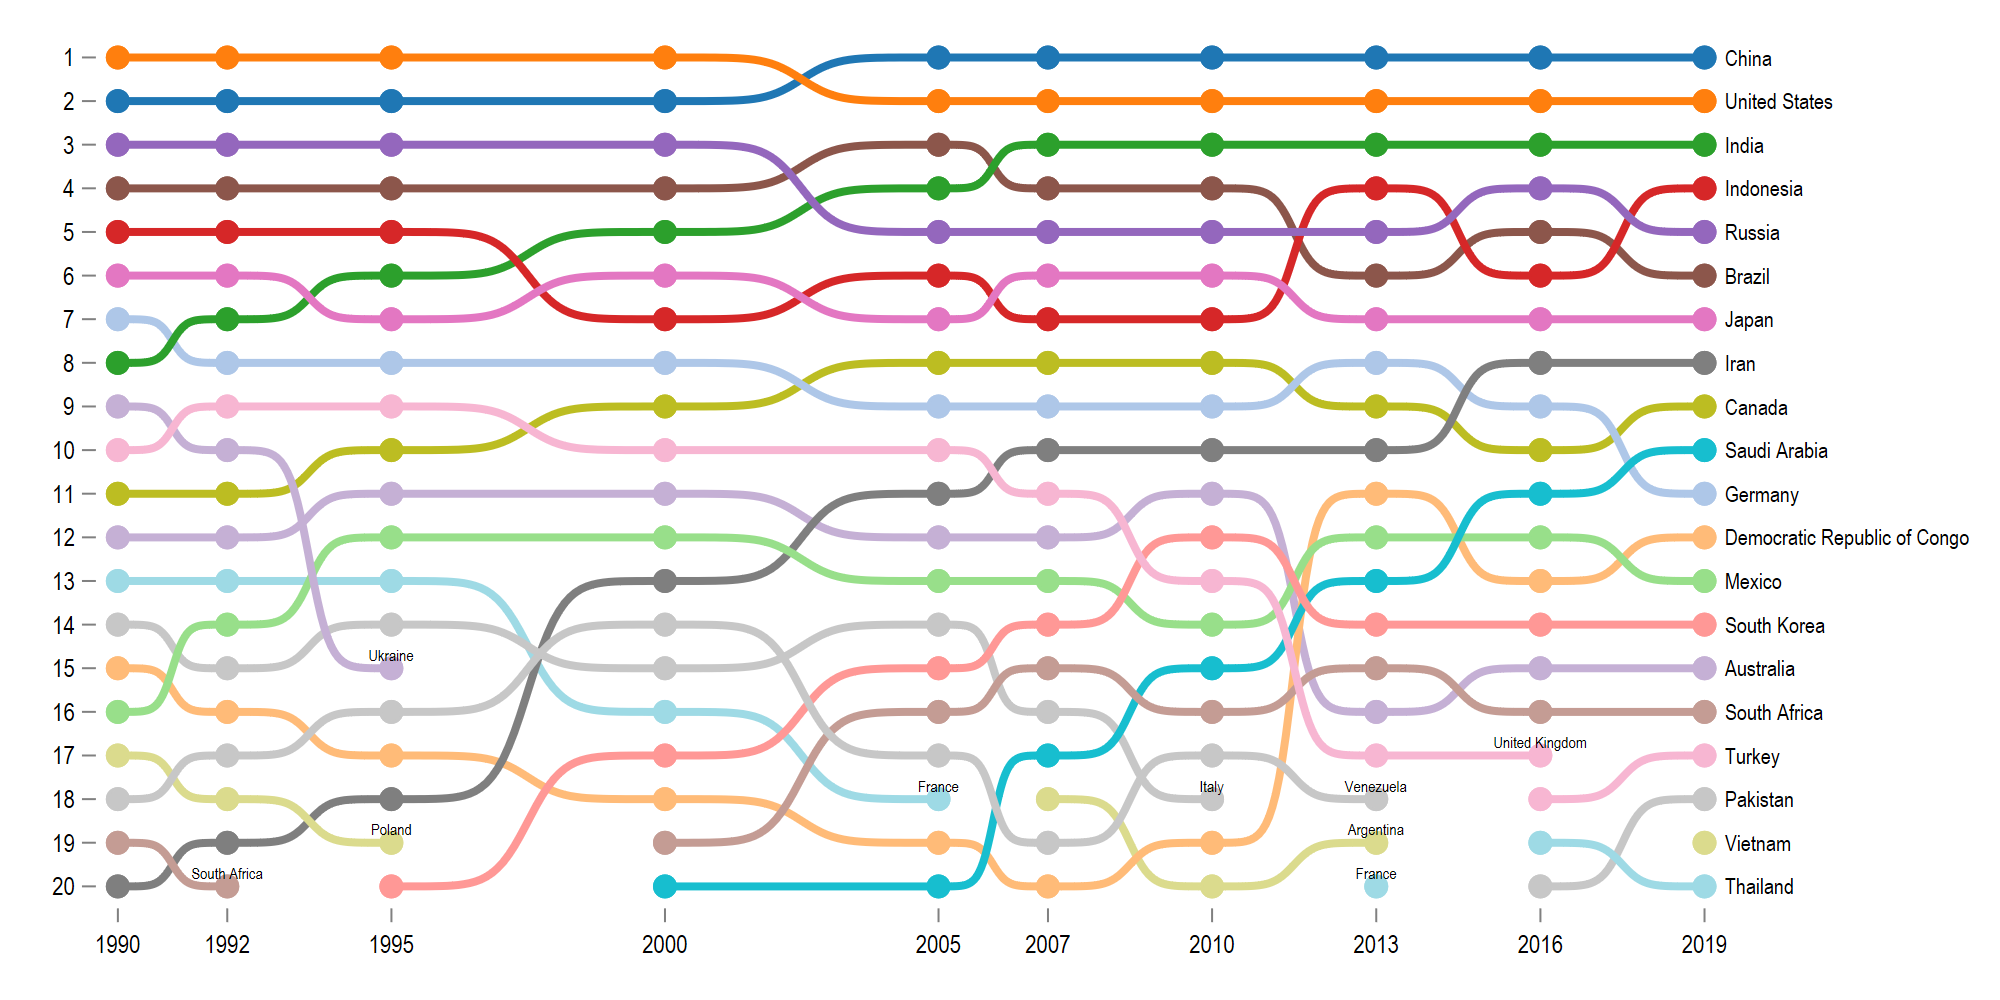 1
China
2
United States
3
India
4
Indonesia
5
Russia
6
Brazil
7
Japan
8
Iran
9
Canada
10
Saudi Arabia
11
Germany
12
Democratic Republic of Congo
13
Mexico
14
South Korea
15
Ukraine
Australia
16
South Africa
17
United Kingdom
Turkey
18
France
Italy
Venezuela
Pakistan
19
Poland
Argentina
Vietnam
20
South Africa
France
Thailand
1990 1992 1995 2000 2005 2007 2010 2013 2016 2019